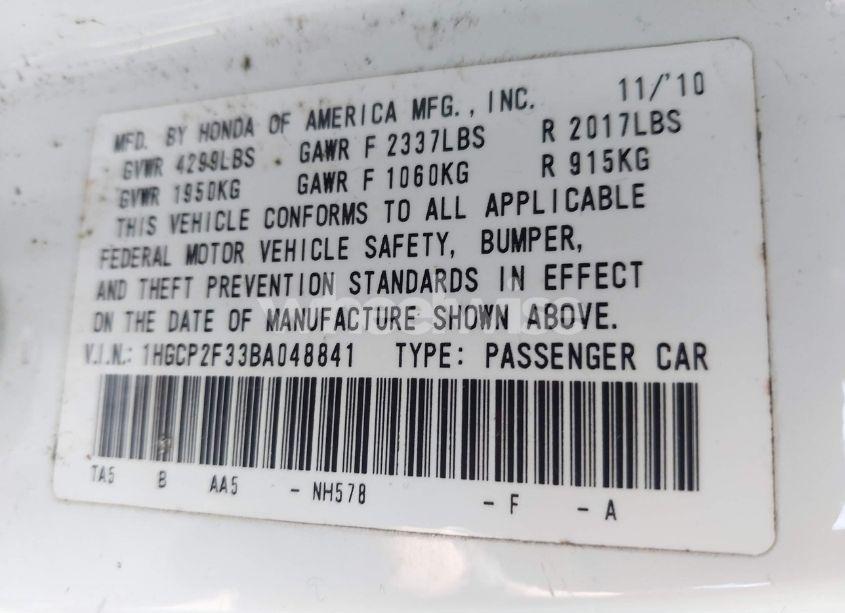 MFD. BY HONDA OF AMERICA MFG., INC. 11/'10
GVWR 4299LBS GAWR F 2337LBS R 2017LBS
GVWR 1950KG GAWR F 1060KG R 915KG
THIS VEHICLE CONFORMS TO ALL APPLICABLE
FEDERAL MOTOR VEHICLE SAFETY, BUMPER,
AND THEFT PREVENTION STANDARDS IN EFFECT
ON THE DATE OF MANUFACTURE SHOWN ABOVE.
V.I.N.: 1HGCP2F33BA048841 TYPE: PASSENGER CAR
TA5 B AA5 - NH578 - F - A